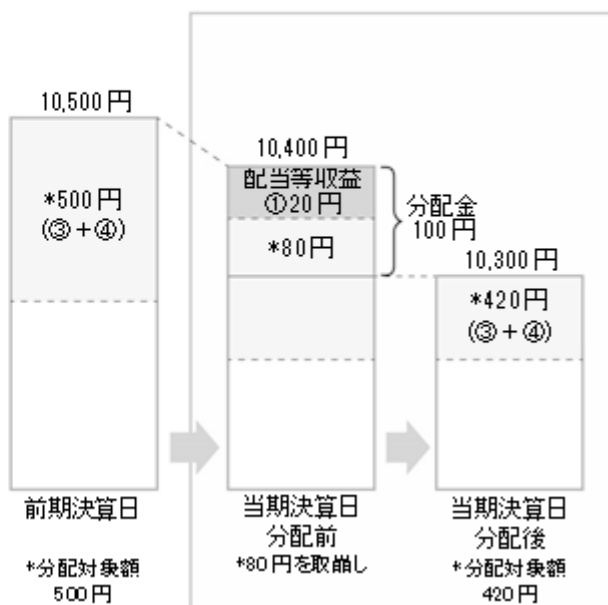 10,500円
*500円
(③+④)
前期決算日
*分配対象額
500円
10,400円
配当等収益
①20円
*80円
分配金
100円
当期決算日
分配前
*80円を取崩し
10,300円
*420円
(③+④)
当期決算日
分配後
*分配対象額
420円